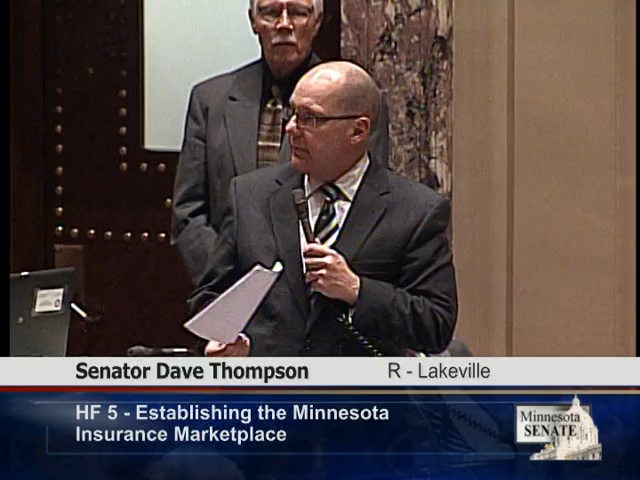 Senator Dave Thompson R - Lakeville
HF 5 - Establishing the Minnesota
Insurance Marketplace
Minnesota
SENATE